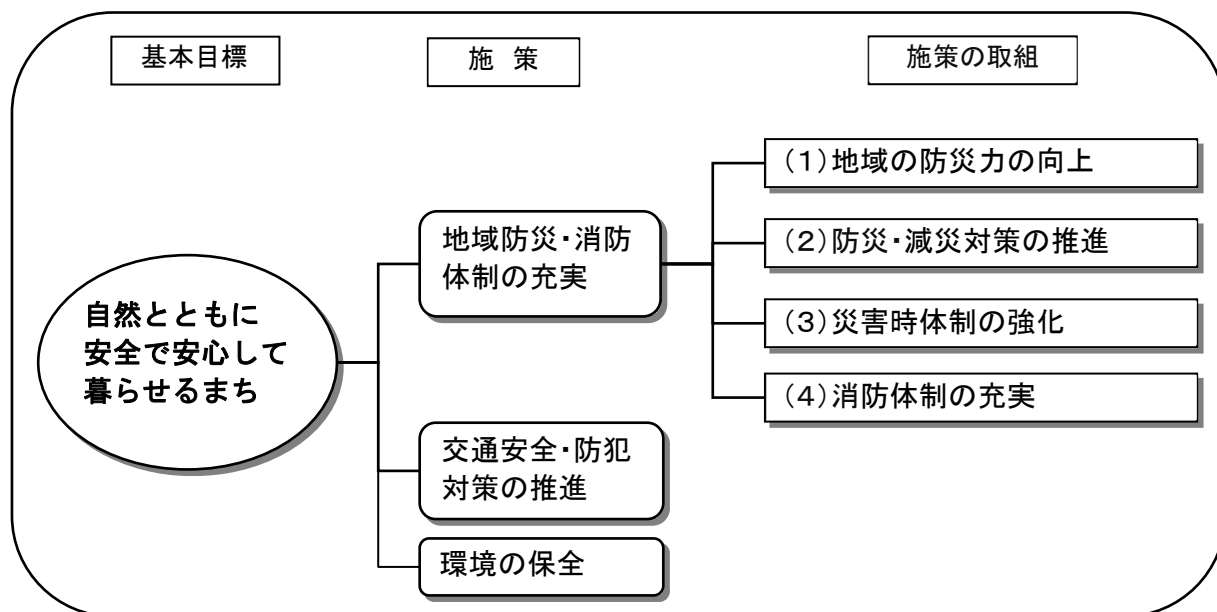 基本目標
施 策
施策の取組
自然とともに
安全で安心して
暮らせるまち
地域防災・消防
体制の充実
交通安全・防犯
対策の推進
環境の保全
（1）地域の防災力の向上
（2）防災・減災対策の推進
（3）災害時体制の強化
（4）消防体制の充実